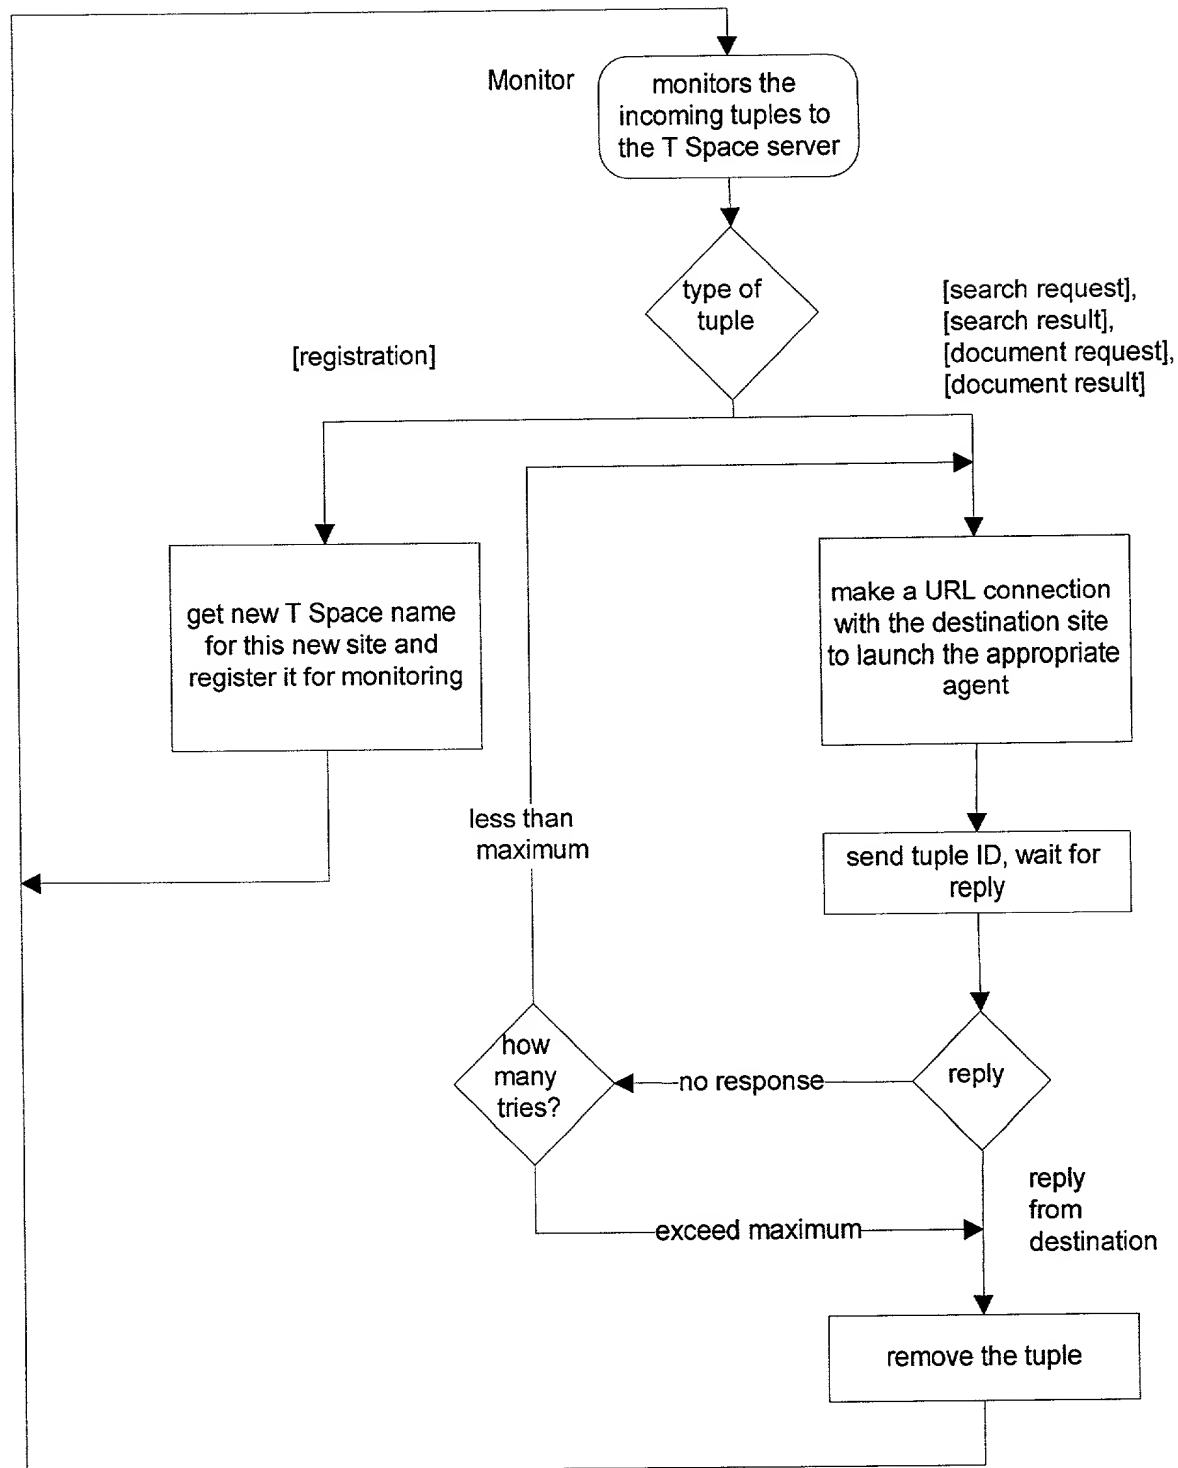 Monitor
monitors the
incoming tuples to
the T Space server
type of
tuple
[search request],
[search result],
[document request],
[document result]
[registration]
get new T Space name
for this new site and
register it for monitoring
make a URL connection
with the destination site
to launch the appropriate
agent
less than
maximum
send tuple ID, wait for
reply
how
many
tries?
no response
reply
reply
from
destination
exceed maximum
remove the tuple